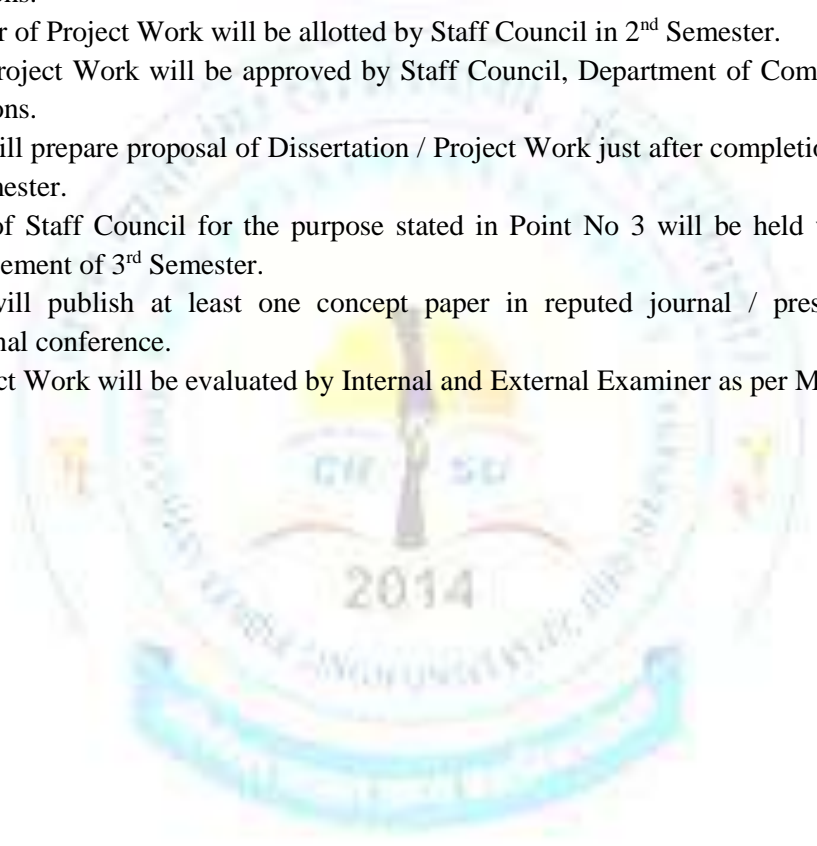 r of Project Work will be allotted by Staff Council in 2nd Semester.
roject Work will be approved by Staff Council, Department of Com
ons.
ill prepare proposal of Dissertation / Project Work just after completio
nester.
of Staff Council for the purpose stated in Point No 3 will be held
ement of 3rd Semester.
vill publish at least one concept paper in reputed journal / pres
nal conference.
ct Work will be evaluated by Internal and External Examiner as per M
CH SU
2014